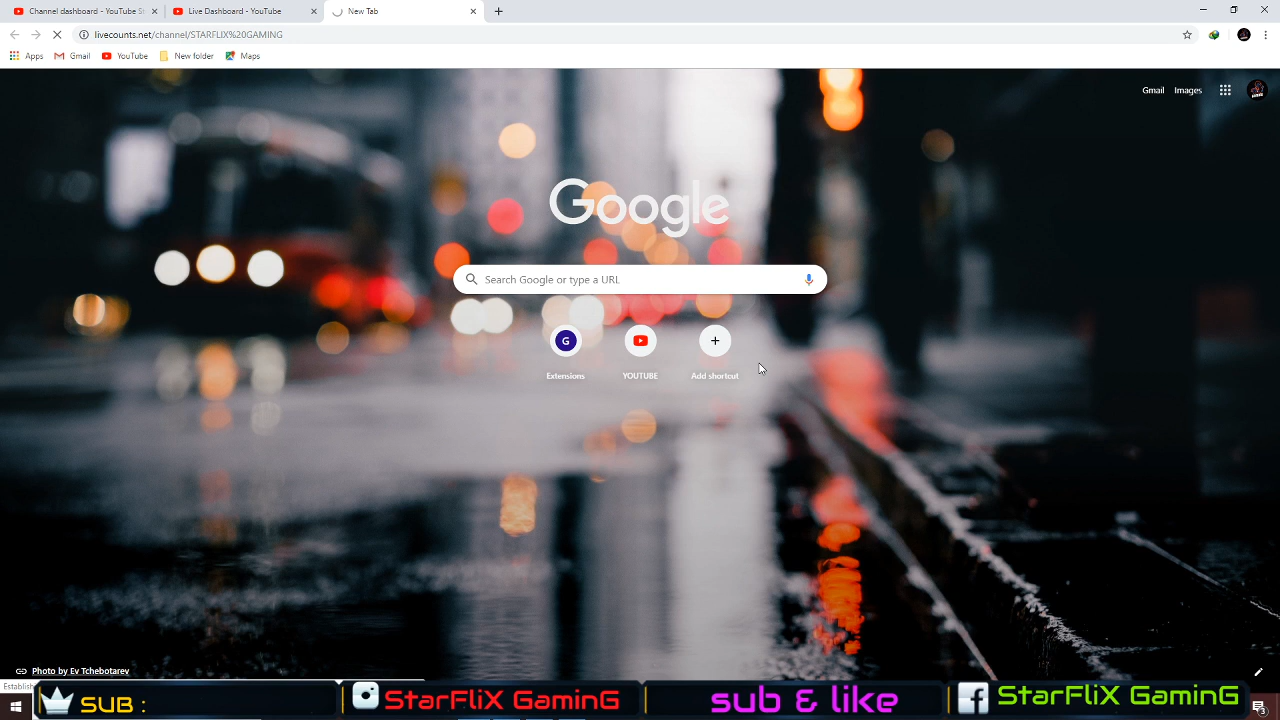 Channel dashboard - YouTube St
Live Dashboard - YouTube
New Tab
livecounts.net/channel/STARFLIX%20GAMING
Apps
Gmail
YouTube
New folder
Maps
Gmail
Images
Google
Search Google or type a URL
G
Extensions
YOUTUBE
Add shortcut
Photo by Ev Tchebotarev
Establish
SUB :
StarFliX GaminG
sub & like
StarFliX GaminG